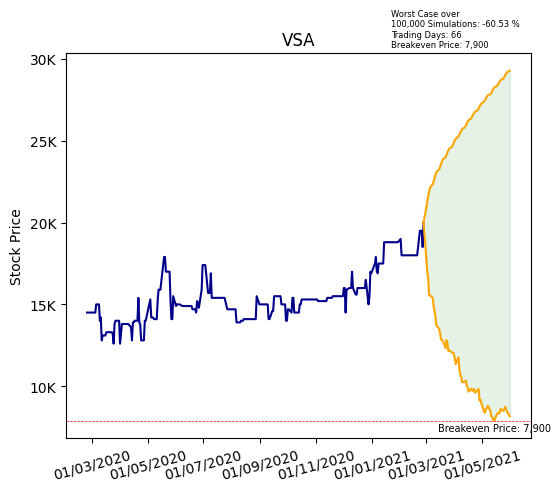 Worst Case over
100,000 Simulations: -60.53 %
Trading Days: 66
Breakeven Price: 7,900
VSA
30K
25K
20K
15K
10K
Stock Price
Breakeven Price: 7,900
01/03/2020
01/05/2020
01/07/2020
01/09/2020
01/11/2020
01/01/2021
01/03/2021
01/05/2021